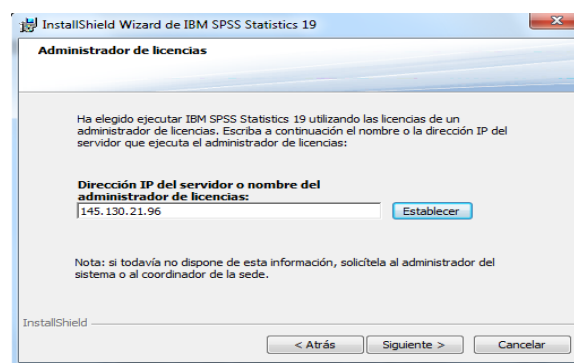 InstallShield Wizard de IBM SPSS Statistics 19
Administrador de licencias
Ha elegido ejecutar IBM SPSS Statistics 19 utilizando las licencias de un
administrador de licencias. Escriba a continuación el nombre o la dirección IP del
servidor que ejecuta el administrador de licencias:
Dirección IP del servidor o nombre del
administrador de licencias:
145.130.21.96
Establecer
Nota: si todavía no dispone de esta información, solicítela al administrador del
sistema o al coordinador de la sede.
InstallShield
< Atrás Siguiente > Cancelar